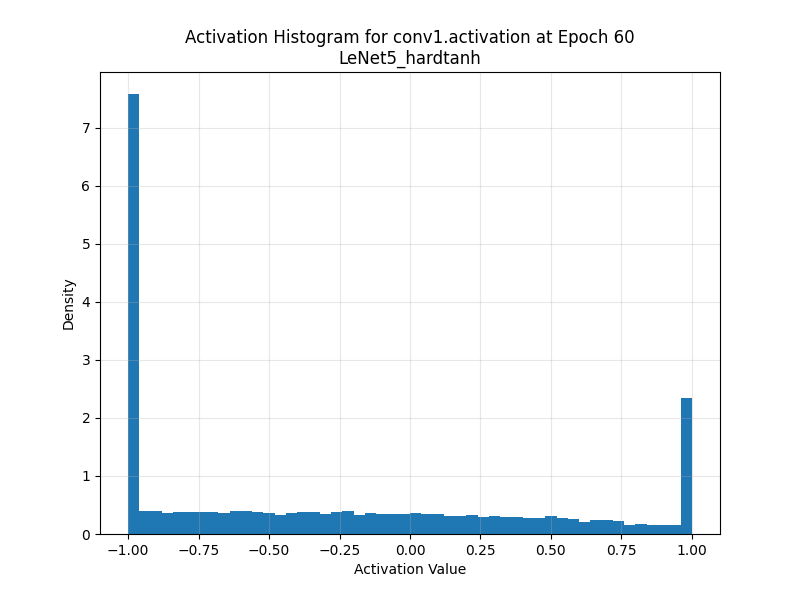 Activation Histogram for conv1.activation at Epoch 60
LeNet5_hardtanh
Density
7
6
5
4
3
2
1
0
−1.00 −0.75 −0.50 −0.25 0.00 0.25 0.50 0.75 1.00
Activation Value